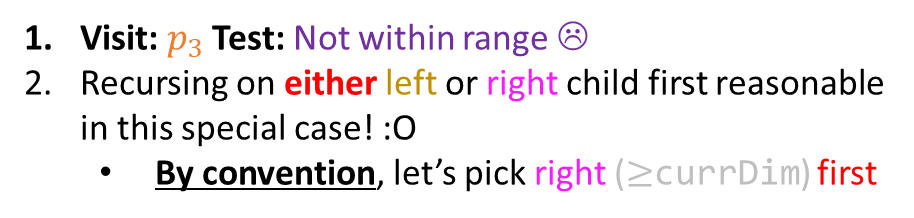 1. Visit: p₃ Test: Not within range ☹
2. Recursing on either left or right child first reasonable
in this special case! :O
• By convention, let’s pick right (≥currDim) first